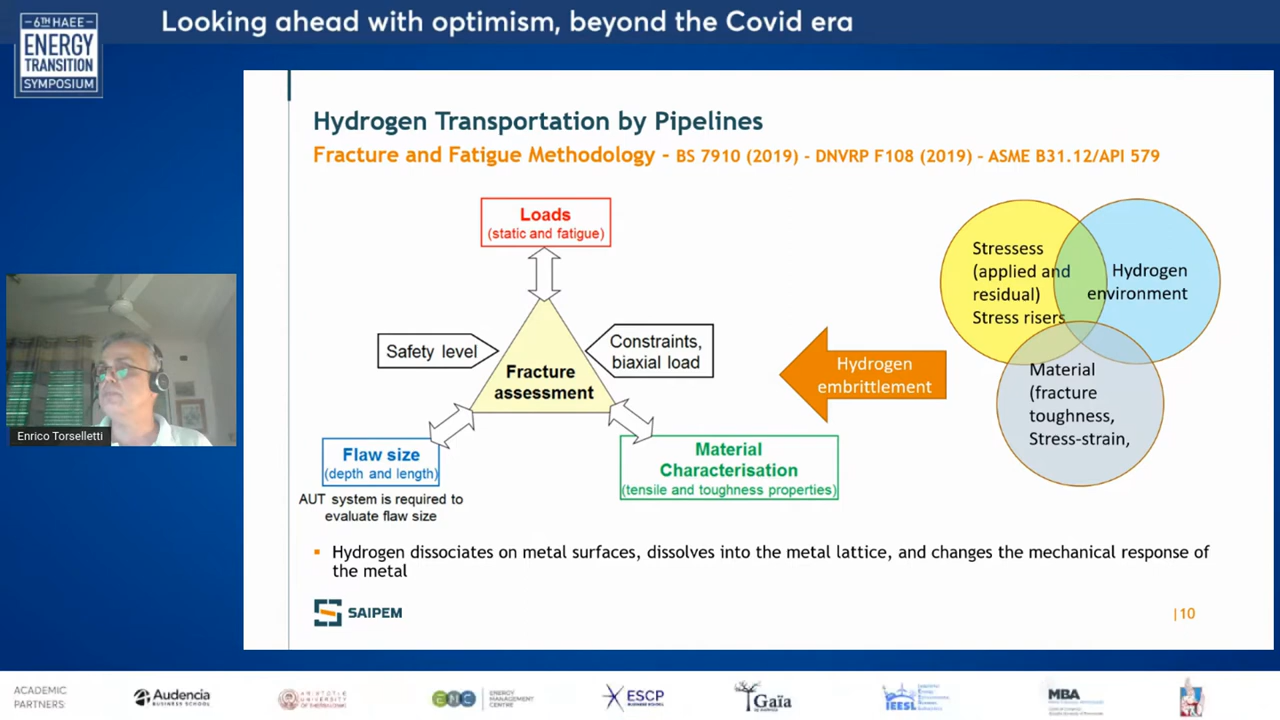 Looking ahead with optimism, beyond the Covid era
6TH HAEE
ENERGY
TRANSITION
SYMPOSIUM
Hydrogen Transportation by Pipelines
Fracture and Fatigue Methodology - BS 7910 (2019) - DNVRP F108 (2019) - ASME B31.12/API 579
Loads
(static and fatigue)
Safety level
Constraints,
biaxial load
Fracture
assessment
Flaw size
(depth and length)
AUT system is required to
evaluate flaw size
Material
Characterisation
(tensile and toughness properties)
Hydrogen
embrittlement
Stressess
(applied and
residual)
Stress risers
Hydrogen
environment
Material
(fracture
toughness,
Stress-strain,
Enrico Torselletti
▪ Hydrogen dissociates on metal surfaces, dissolves into the metal lattice, and changes the mechanical response of
the metal
SAIPEM
|10
ACADEMIC
PARTNERS:
Audencia
BUSINESS SCHOOL
ENERGY
MANAGEMENT
CENTRE
ESCP
BUSINESS SCHOOL
Gaïa
IEESL
MBA